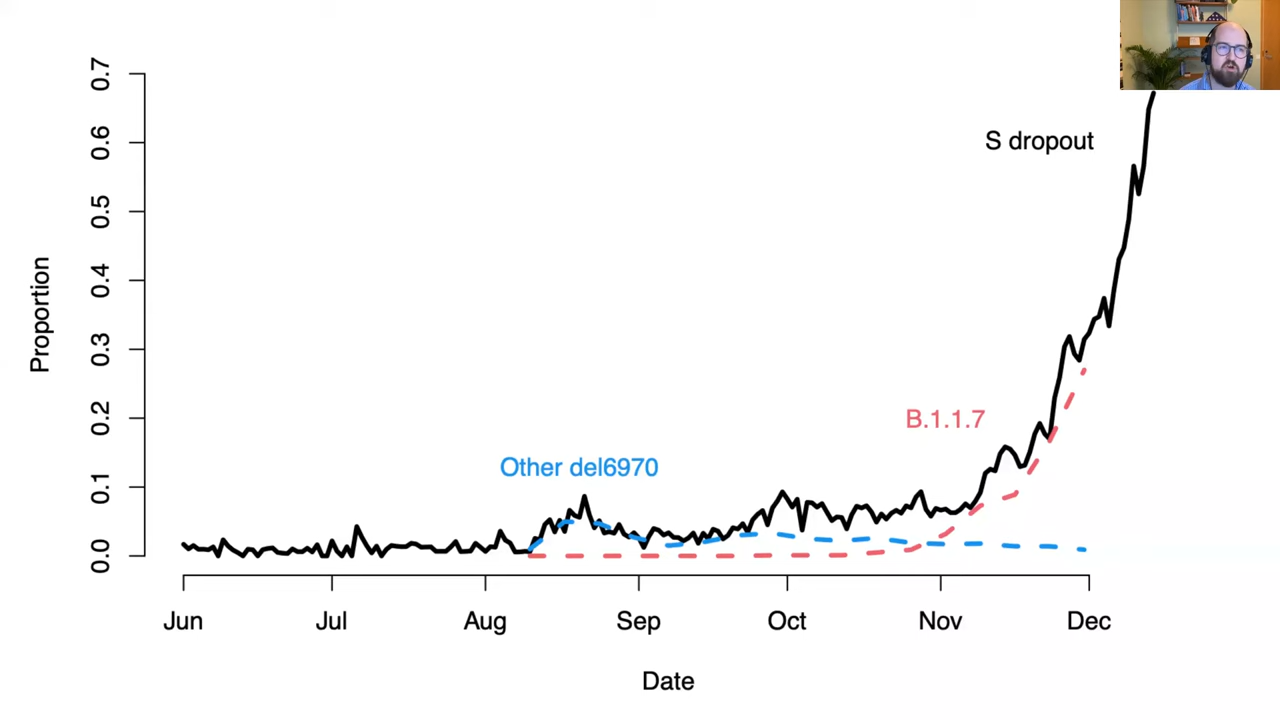 S dropout
B.1.1.7
Other del6970
Proportion
0.7
0.6
0.5
0.4
0.3
0.2
0.1
0.0
Jun Jul Aug Sep Oct Nov Dec
Date